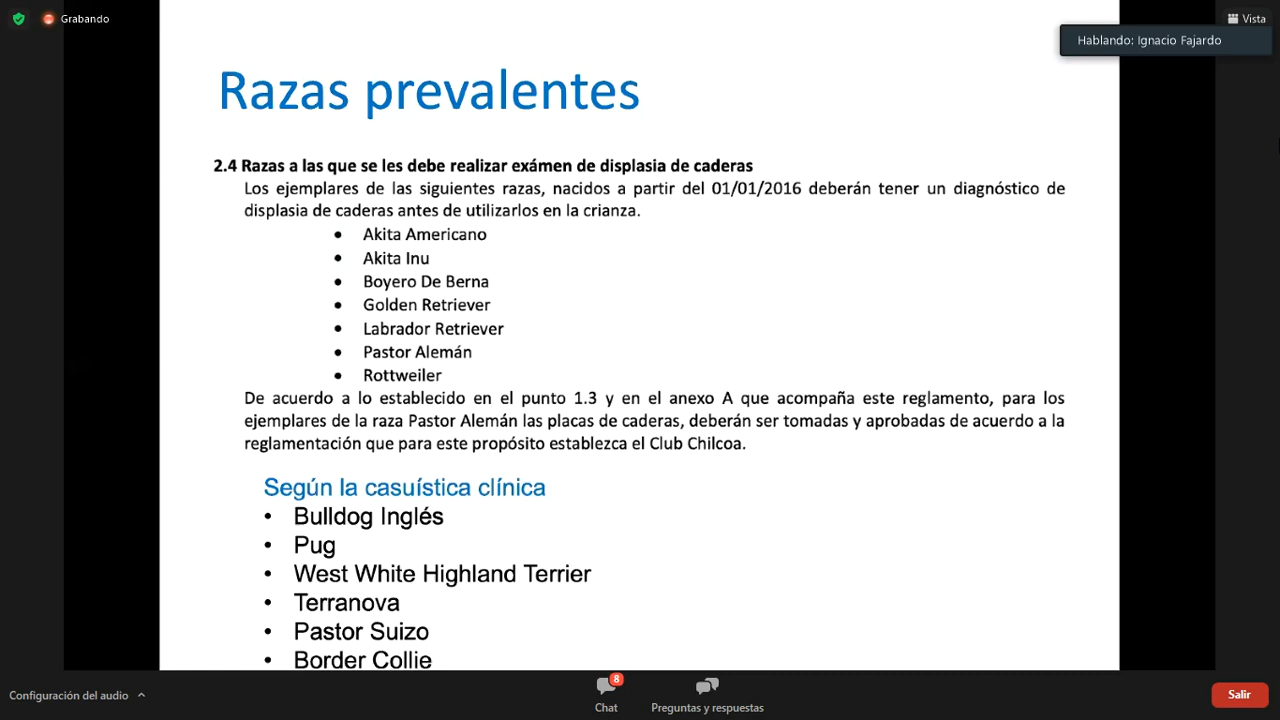 Grabando
Vista
Hablando: Ignacio Fajardo
Razas prevalentes
2.4 Razas a las que se les debe realizar exámen de displasia de caderas
Los ejemplares de las siguientes razas, nacidos a partir del 01/01/2016 deberán tener un diagnóstico de
displasia de caderas antes de utilizarlos en la crianza.
• Akita Americano
• Akita Inu
• Boyero De Berna
• Golden Retriever
• Labrador Retriever
• Pastor Alemán
• Rottweiler
De acuerdo a lo establecido en el punto 1.3 y en el anexo A que acompaña este reglamento, para los
ejemplares de la raza Pastor Alemán las placas de caderas, deberán ser tomadas y aprobadas de acuerdo a la
reglamentación que para este propósito establezca el Club Chilcoa.
Según la casuística clínica
• Bulldog Inglés
• Pug
• West White Highland Terrier
• Terranova
• Pastor Suizo
• Border Collie
Configuración del audio
8
Chat
Preguntas y respuestas
Salir